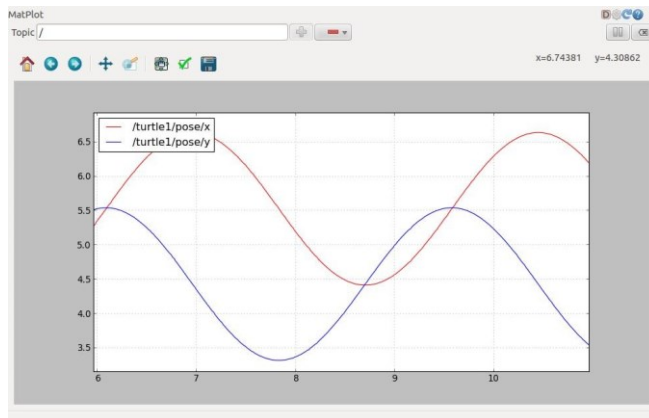 MatPlot
D
Topic /
x=6.74381 y=4.30862
/turtle1/pose/x
/turtle1/pose/y
6.5
6.0
5.5
5.0
4.5
4.0
3.5
6 7 8 9 10